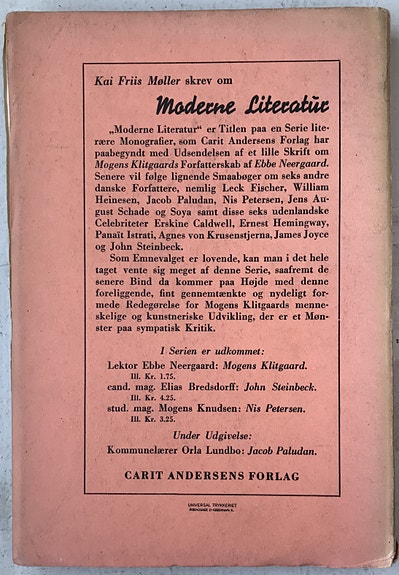 Kai Friis Møller skrev om
Moderne Literatur
„Moderne Literatur“ er Titlen paa en Serie lite-
rære Monografier, som Carit Andersens Forlag har
paabegyndt med Udsendelsen af et lille Skrift om
Mogens Klitgaards Forfatterskab af Ebbe Neergaard.
Senere vil følge lignende Smaabøger om seks andre
danske Forfattere, nemlig Leck Fischer, William
Heinesen, Jacob Paludan, Nis Petersen, Jens Au-
gust Schade og Soya samt disse seks udenlandske
Celebriteter Erskine Caldwell, Ernest Hemingway,
Panaït Istrati, Agnes von Krusenstjerna, James Joyce
og John Steinbeck.
Som Emnevalget er lovende, kan man i det hele
taget vente sig meget af denne Serie, saafremt de
senere Bind da kommer paa Højde med denne
foreliggende, fint gennemtænkte og nydeligt for-
mede Redegørelse for Mogens Klitgaards menne-
skelige og kunstneriske Udvikling, der er et Møn-
ster paa sympatisk Kritik.
I Serien er udkommet:
Lektor Ebbe Neergaard: Mogens Klitgaard.
Ill. Kr. 1.75.
cand. mag. Elias Bredsdorff: John Steinbeck.
Ill. Kr. 4.25.
stud. mag. Mogens Knudsen: Nis Petersen.
Ill. Kr. 3.25.
Under Udgivelse:
Kommunelærer Orla Lundbo: Jacob Paludan.
CARIT ANDERSENS FORLAG
UNIVERSAL TRYKKERIET